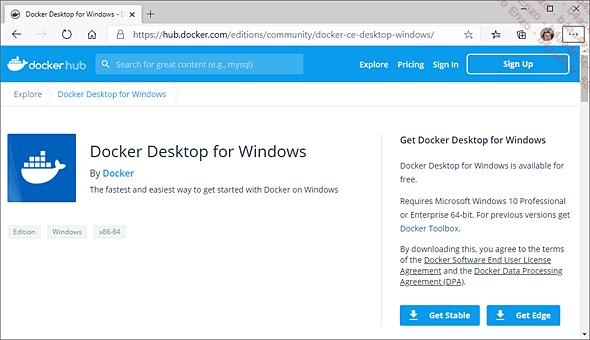 Docker Desktop for Windows - D
https://hub.docker.com/editions/community/docker-ce-desktop-windows/
docker hub
Search for great content (e.g., mysql)
Explore
Pricing
Sign In
Sign Up
Explore
Docker Desktop for Windows
Docker Desktop for Windows
By Docker
The fastest and easiest way to get started with Docker on Windows
Edition
Windows
x86-64
Get Docker Desktop for Windows
Docker Desktop for Windows is available for
free.
Requires Microsoft Windows 10 Professional
or Enterprise 64-bit. For previous versions get
Docker Toolbox.
By downloading this, you agree to the terms
of the Docker Software End User License
Agreement and the Docker Data Processing
Agreement (DPA).
Get Stable
Get Edge